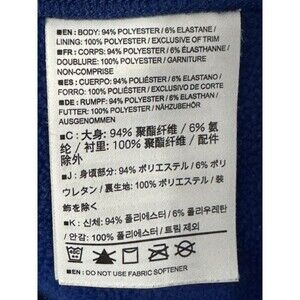 ■EN: BODY: 94% POLYESTER / 6% ELASTANE /
LINING: 100% POLYESTER / EXCLUSIVE OF TRIM
■FR: CORPS: 94% POLYESTER / 6% ÉLASTHANNE /
DOUBLURE: 100% POLYESTER / GARNITURE
NON-COMPRISE
■ES: CUERPO: 94% POLIÉSTER / 6% ELASTANO /
FORRO: 100% POLIÉSTER / EXCLUSIVO DE CORTE
■DE: RUMPF: 94% POLYESTER / 6% ELASTHAN /
FUTTER: 100% POLYESTER / NÄHZUBEHÖR
AUSGENOMMEN
■C: 大身: 94% 聚酯纤维 / 6% 氨
纶 / 衬里: 100% 聚酯纤维 / 配件
除外
■J: 身頃部分: 94% ポリエステル / 6% ポリ
ウレタン / 裏生地: 100% ポリエステル / トリム部
分を除く
■K: 신체: 94% 폴리에스터 / 6% 폴리우레탄
/ 안감: 100% 폴리에스터 / 트림 제외
■EN: DO NOT USE FABRIC SOFTENER